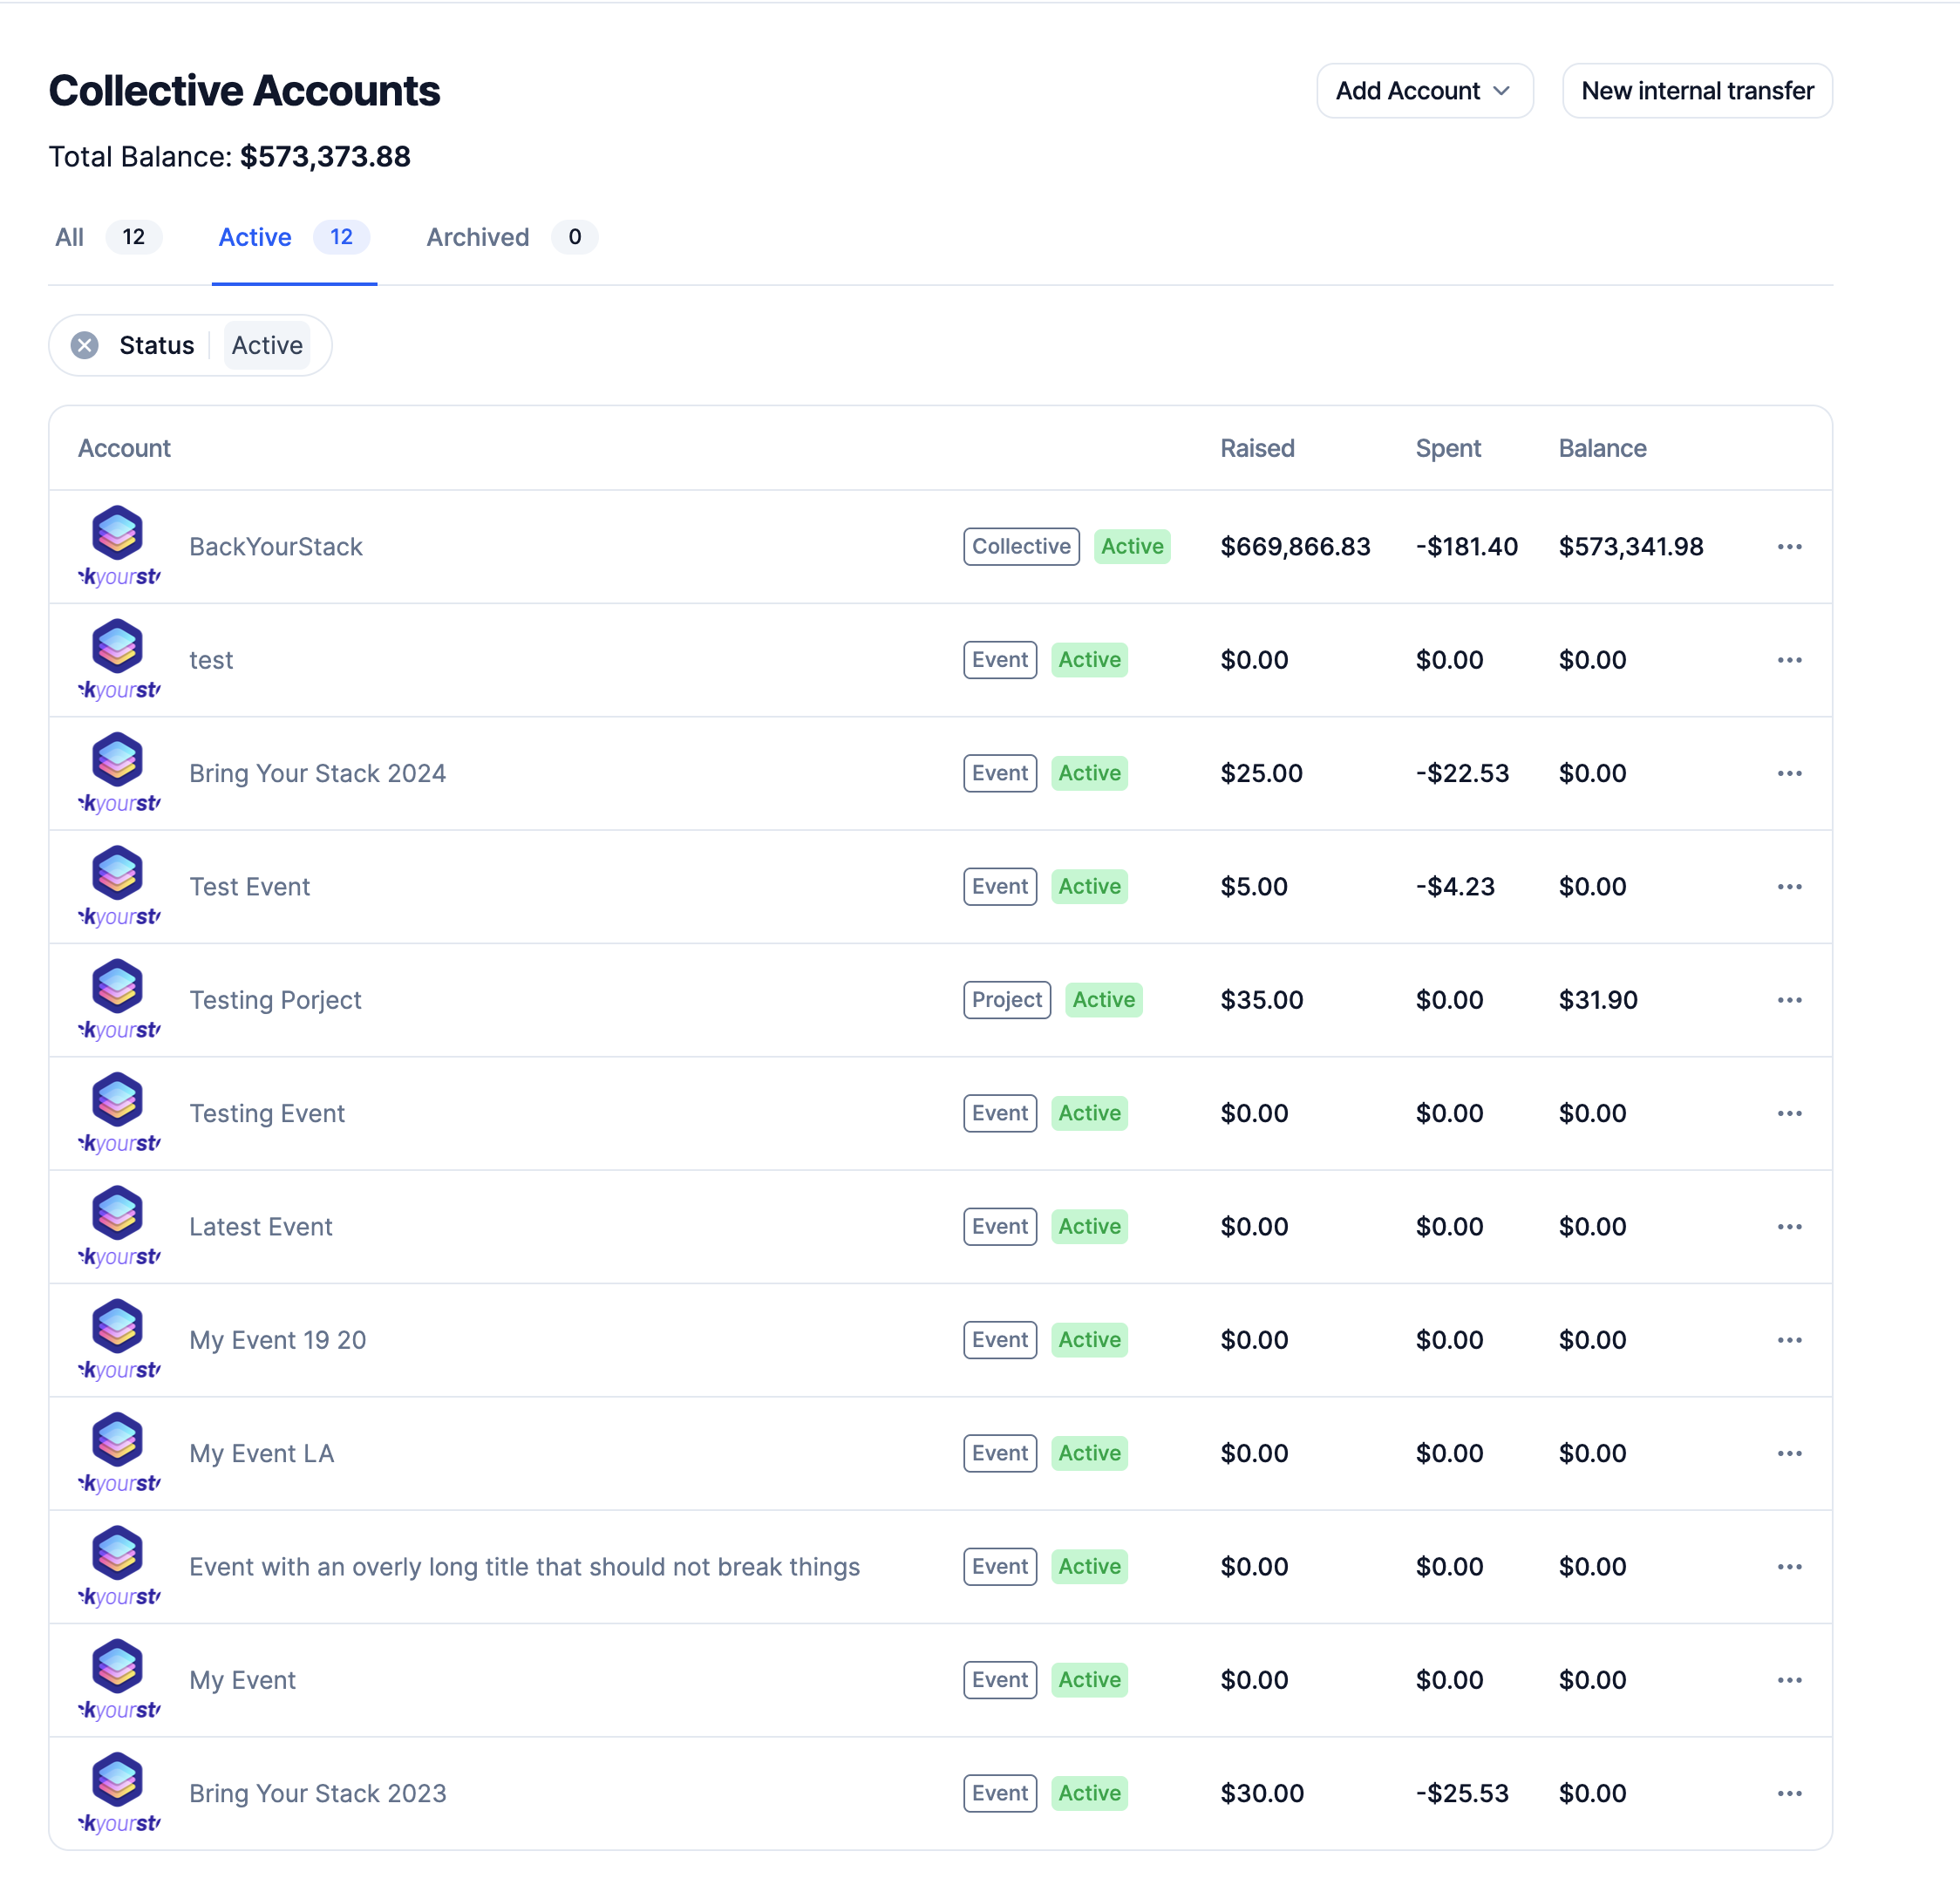 Collective Accounts
Add Account
New internal transfer
Total Balance: $573,373.88
All 12 Active 12 Archived 0
Status Active
Account Raised Spent Balance
BackYourStack Collective Active $669,866.83 -$181.40 $573,341.98
kyourst
test Event Active $0.00 $0.00 $0.00
kyourst
Bring Your Stack 2024 Event Active $25.00 -$22.53 $0.00
kyourst
Test Event Event Active $5.00 -$4.23 $0.00
kyourst
Testing Porject Project Active $35.00 $0.00 $31.90
kyourst
Testing Event Event Active $0.00 $0.00 $0.00
kyourst
Latest Event Event Active $0.00 $0.00 $0.00
kyourst
My Event 19 20 Event Active $0.00 $0.00 $0.00
kyourst
My Event LA Event Active $0.00 $0.00 $0.00
kyourst
Event with an overly long title that should not break things Event Active $0.00 $0.00 $0.00
kyourst
My Event Event Active $0.00 $0.00 $0.00
kyourst
Bring Your Stack 2023 Event Active $30.00 -$25.53 $0.00
kyourst